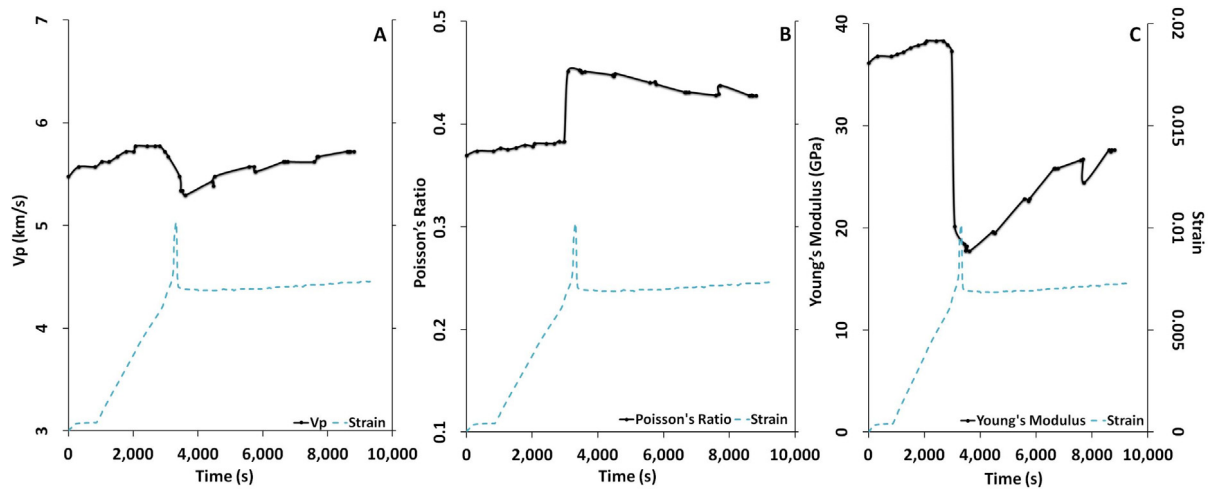 A
7
6
5
4
3
Vp (km/s)
0
2,000
4,000
6,000
8,000
10,000
Time (s)
Vp
Strain
B
0.5
0.4
0.3
0.2
0.1
Poisson's Ratio
0
2,000
4,000
6,000
8,000
10,000
Time (s)
Poisson's Ratio
Strain
C
40
30
20
10
0
Young's Modulus (GPa)
0.02
0.015
0.01
0.005
0
Strain
0
2,000
4,000
6,000
8,000
10,000
Time (s)
Young's Modulus
Strain